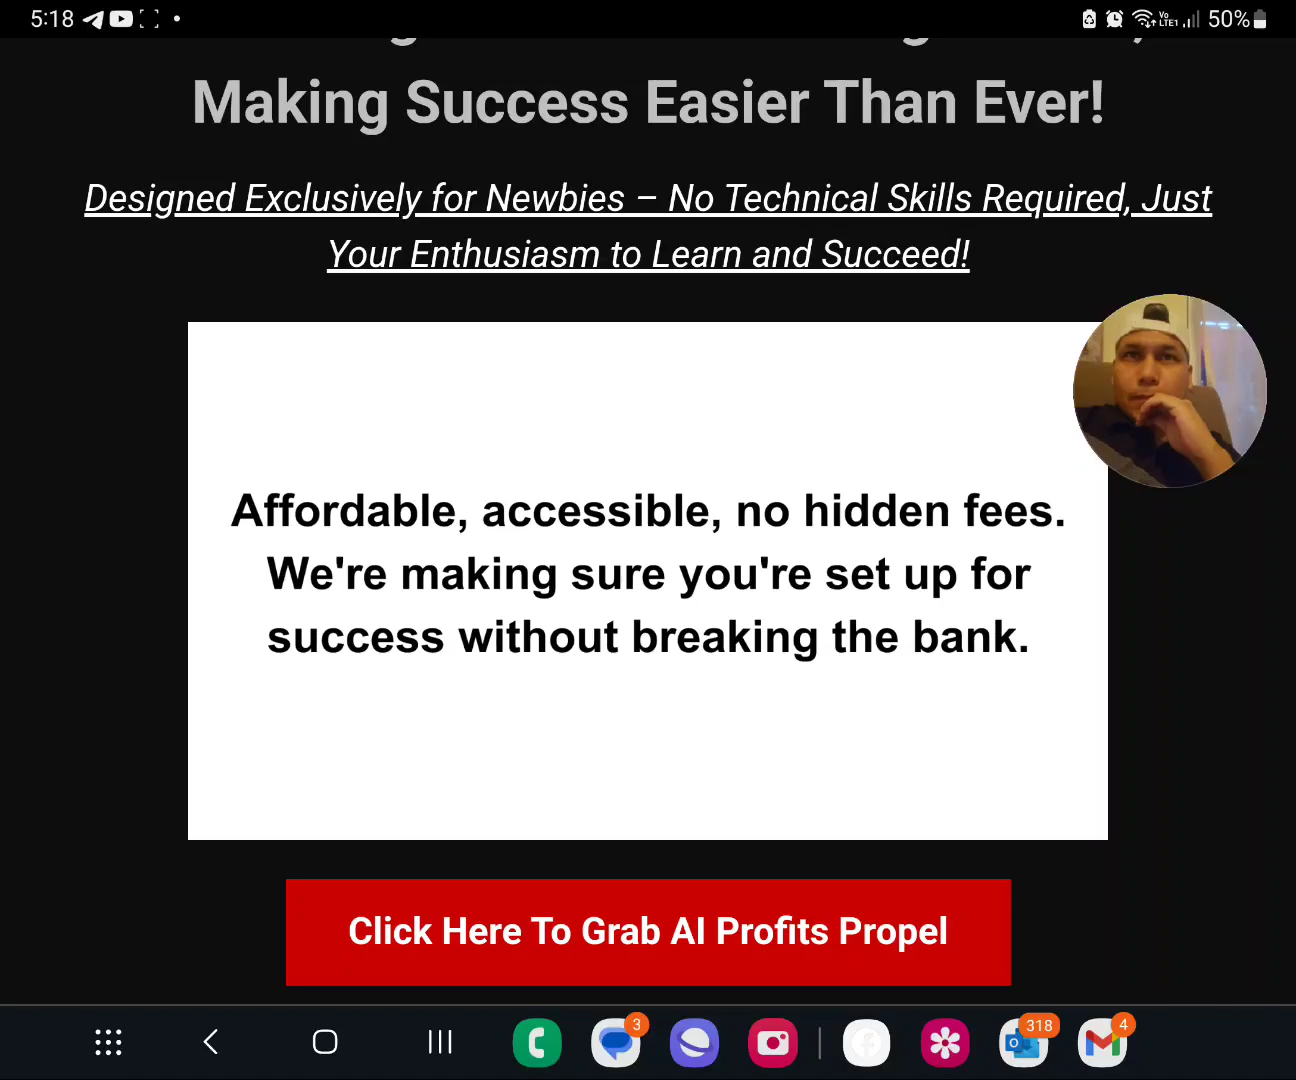 5:18
Vo
LTE1
50%
Making Success Easier Than Ever!
Designed Exclusively for Newbies – No Technical Skills Required, Just
Your Enthusiasm to Learn and Succeed!
Affordable, accessible, no hidden fees.
We're making sure you're set up for
success without breaking the bank.
Click Here To Grab AI Profits Propel
3
318
4